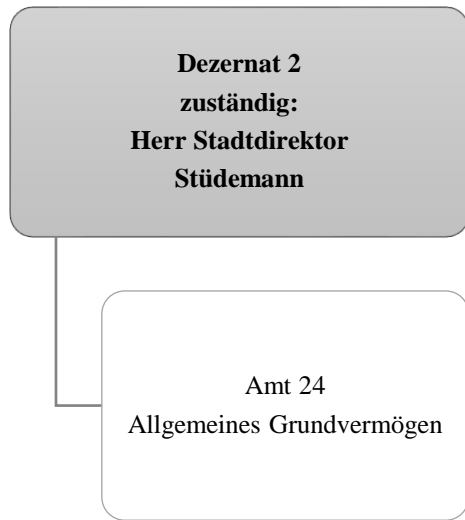 Dezernat 2
zuständig:
Herr Stadtdirektor
Stüdemann
Amt 24
Allgemeines Grundvermögen